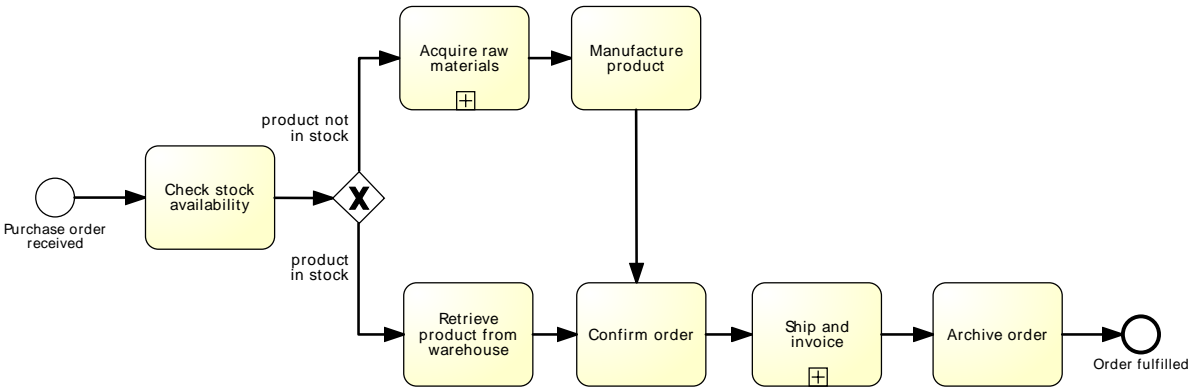 Acquire raw
materials
Manufacture
product
product not
in stock
Check stock
availability
X
Purchase order
received
product
in stock
Retrieve
product from
warehouse
Confirm order
Ship and
invoice
Archive order
Order fulfilled